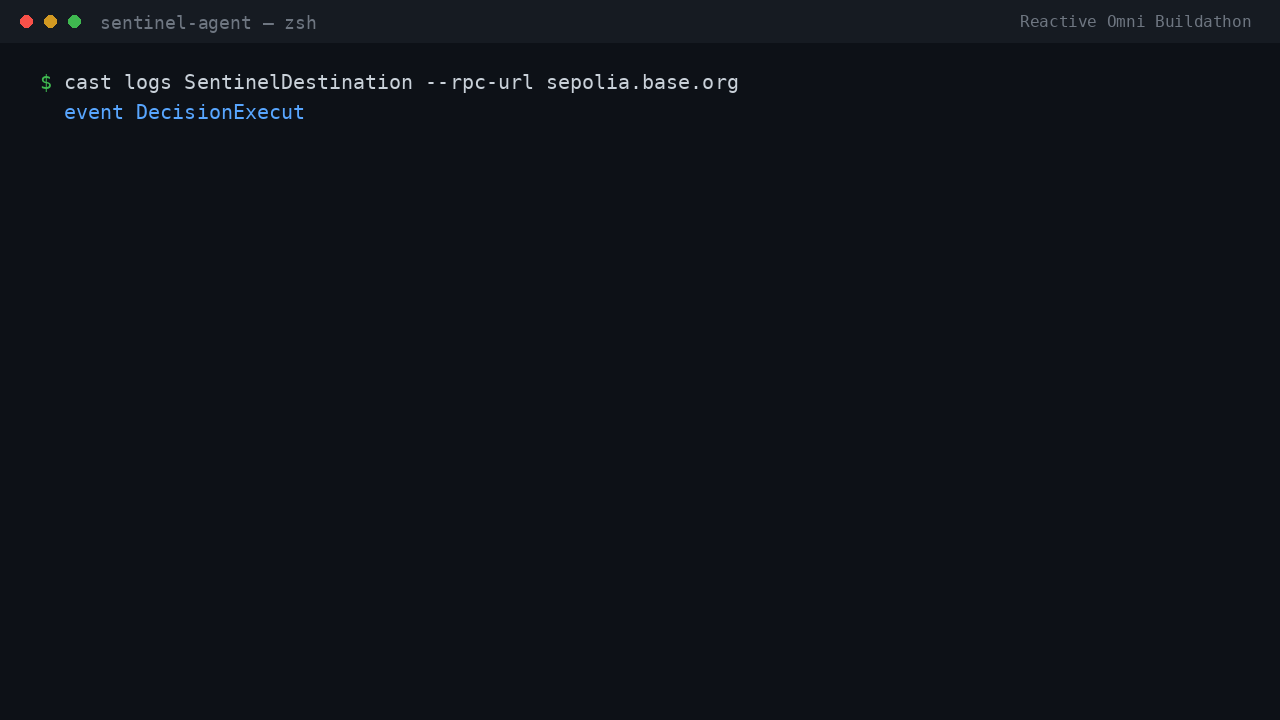 sentinel-agent — zsh
Reactive Omni Buildathon
$ cast logs SentinelDestination --rpc-url sepolia.base.org
event DecisionExecut